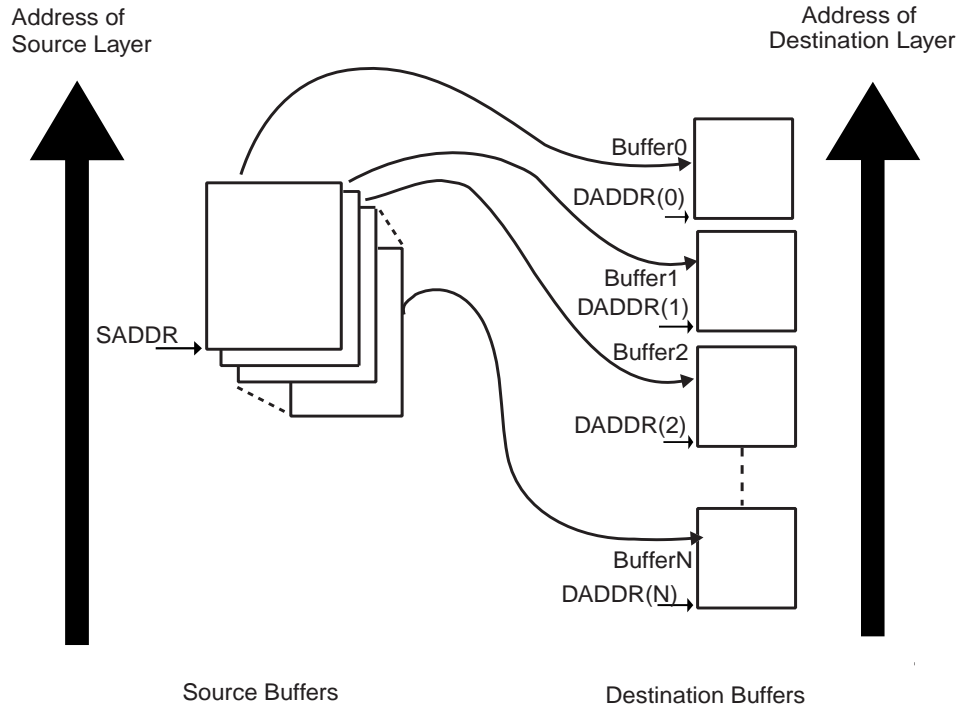 Address of
Source Layer
Address of
Destination Layer
Buffer0
DADDR(0)
Buffer1
DADDR(1)
SADDR
Buffer2
DADDR(2)
BufferN
DADDR(N)
Source Buffers
Destination Buffers